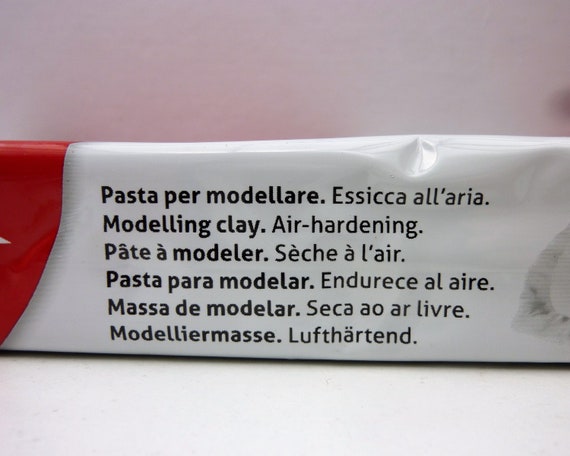 Pasta per modellare. Essicca all'aria.
Modelling clay. Air-hardening.
Pâte à modeler. Sèche à l'air.
Pasta para modelar. Endurece al aire.
Massa de modelar. Seca ao ar livre.
Modelliermasse. Lufthärtend.